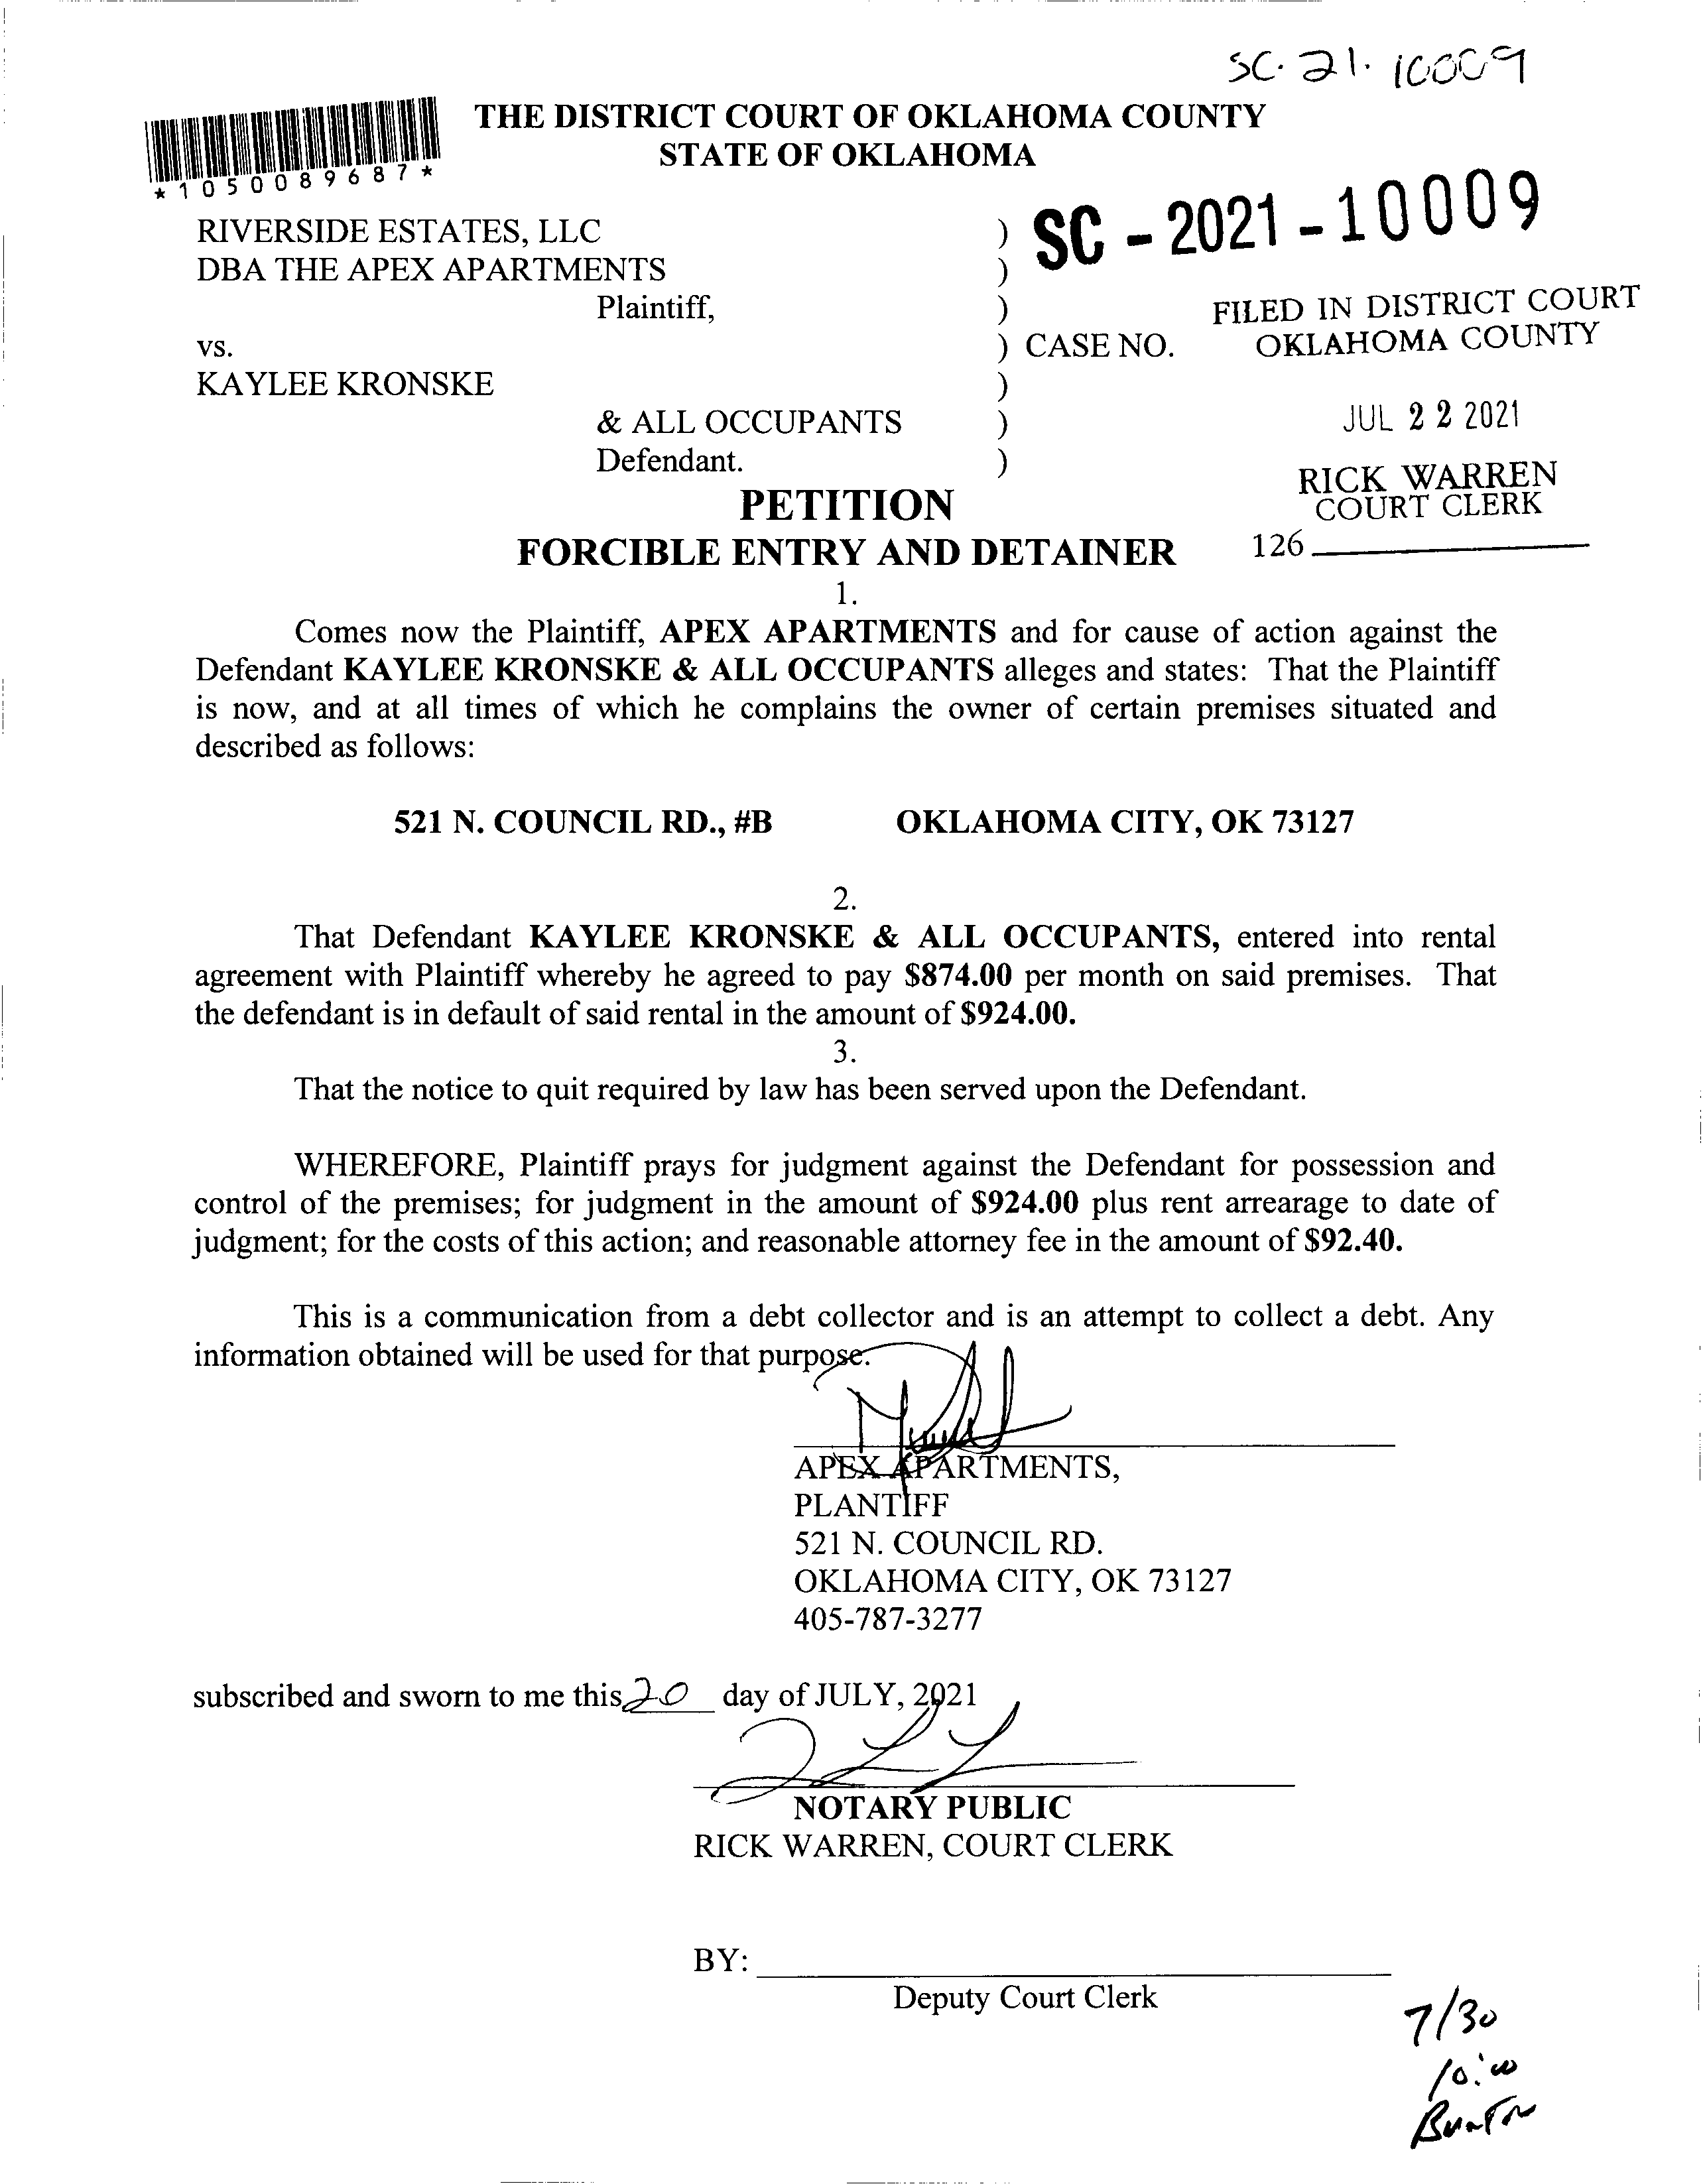 SC-21-10009
THE DISTRICT COURT OF OKLAHOMA COUNTY
STATE OF OKLAHOMA
*1050089687*
SC-2021-10009
RIVERSIDE ESTATES, LLC )
DBA THE APEX APARTMENTS )
Plaintiff, )
FILED IN DISTRICT COURT
OKLAHOMA COUNTY
vs. ) CASE NO.
KAYLEE KRONSKE )
& ALL OCCUPANTS )
JUL 22 2021
Defendant. )
RICK WARREN
COURT CLERK
126
PETITION
FORCIBLE ENTRY AND DETAINER
1.
Comes now the Plaintiff, APEX APARTMENTS and for cause of action against the
Defendant KAYLEE KRONSKE & ALL OCCUPANTS alleges and states: That the Plaintiff
is now, and at all times of which he complains the owner of certain premises situated and
described as follows:
521 N. COUNCIL RD., #B OKLAHOMA CITY, OK 73127
2.
That Defendant KAYLEE KRONSKE & ALL OCCUPANTS, entered into rental
agreement with Plaintiff whereby he agreed to pay $874.00 per month on said premises. That
the defendant is in default of said rental in the amount of $924.00.
3.
That the notice to quit required by law has been served upon the Defendant.
WHEREFORE, Plaintiff prays for judgment against the Defendant for possession and
control of the premises; for judgment in the amount of $924.00 plus rent arrearage to date of
judgment; for the costs of this action; and reasonable attorney fee in the amount of $92.40.
This is a communication from a debt collector and is an attempt to collect a debt. Any
information obtained will be used for that purpose.
APEX APARTMENTS,
PLANTIFF
521 N. COUNCIL RD.
OKLAHOMA CITY, OK 73127
405-787-3277
subscribed and sworn to me this 20 day of JULY, 2021
NOTARY PUBLIC
RICK WARREN, COURT CLERK
BY:
Deputy Court Clerk
7/30
10:00